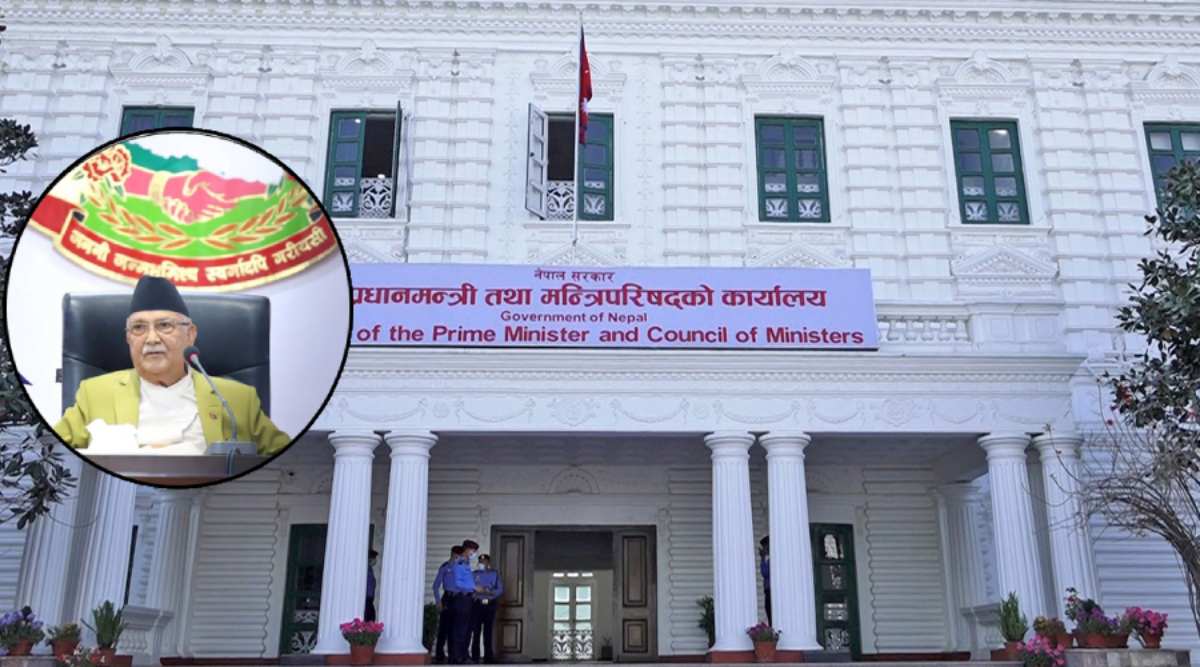 जननी जन्मभूमिश्च स्वर्गादपि गरीयसी
नेपाल सरकार
प्रधानमन्त्री तथा मन्त्रिपरिषदको कार्यालय
Government of Nepal
of the Prime Minister and Council of Ministers